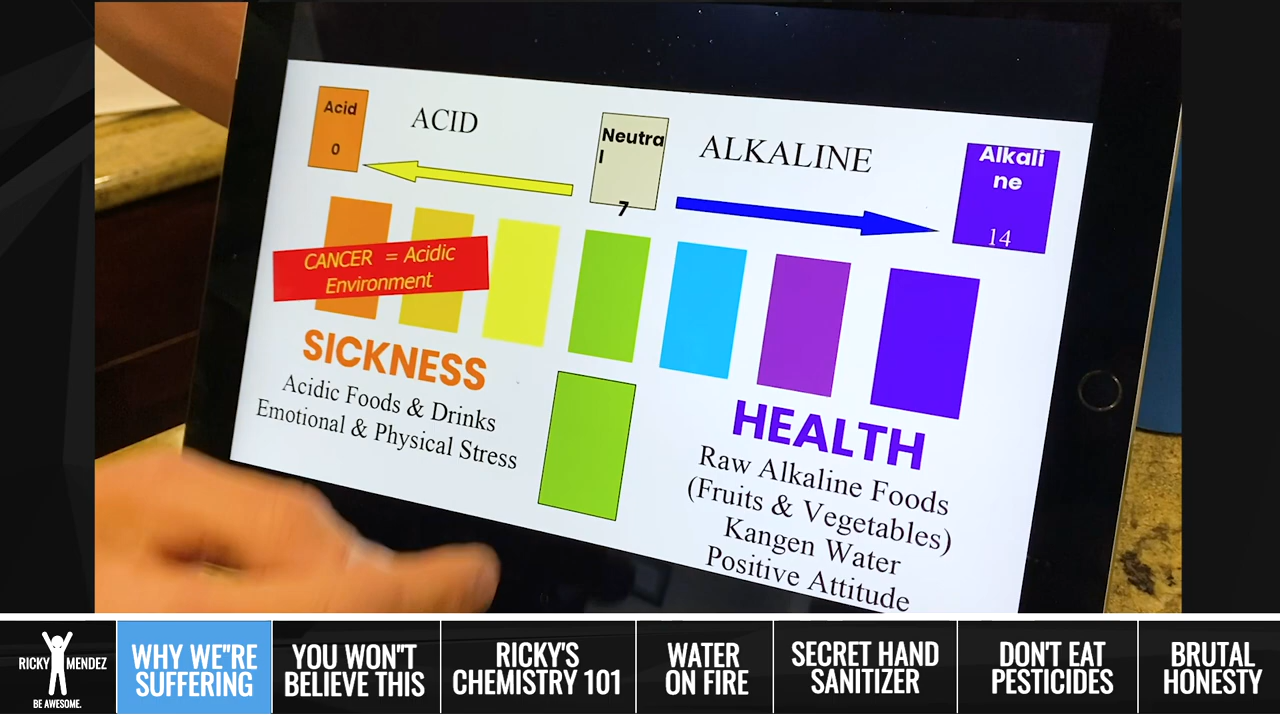 Acid
0
ACID
Neutra
l
7
ALKALINE
Alkali
ne
14
CANCER = Acidic
Environment
SICKNESS
Acidic Foods & Drinks
Emotional & Physical Stress
HEALTH
Raw Alkaline Foods
(Fruits & Vegetables)
Kangen Water
Positive Attitude
RICKY MENDEZ
BE AWESOME.
WHY WE"RE
SUFFERING
YOU WON"T
BELIEVE THIS
RICKY'S
CHEMISTRY 101
WATER
ON FIRE
SECRET HAND
SANITIZER
DON'T EAT
PESTICIDES
BRUTAL
HONESTY